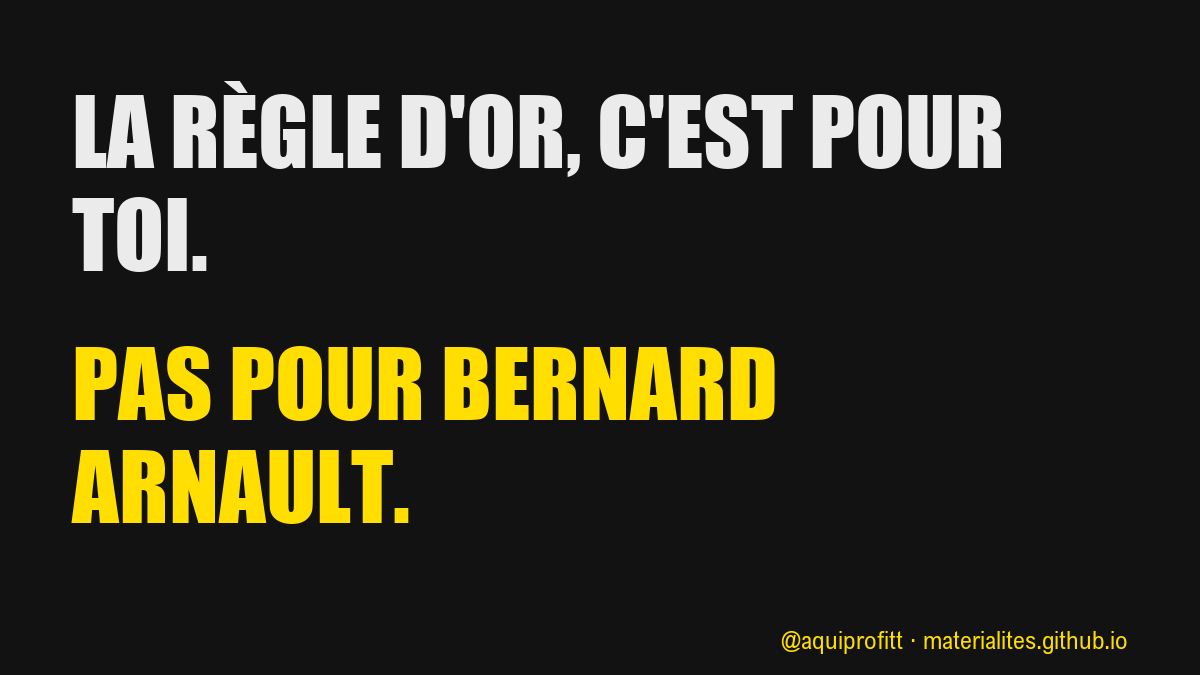 LA RÈGLE D'OR, C'EST POUR
TOI.
PAS POUR BERNARD
ARNAULT.
@aquiprofitt · materialites.github.io